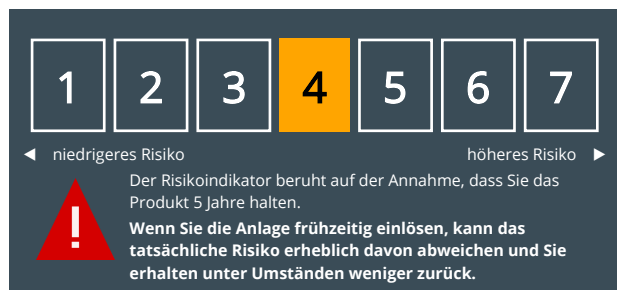 1 2 3 4 5 6 7
niedrigeres Risiko höheres Risiko
Der Risikoindikator beruht auf der Annahme, dass Sie das
Produkt 5 Jahre halten.
Wenn Sie die Anlage frühzeitig einlösen, kann das
tatsächliche Risiko erheblich davon abweichen und Sie
erhalten unter Umständen weniger zurück.
!